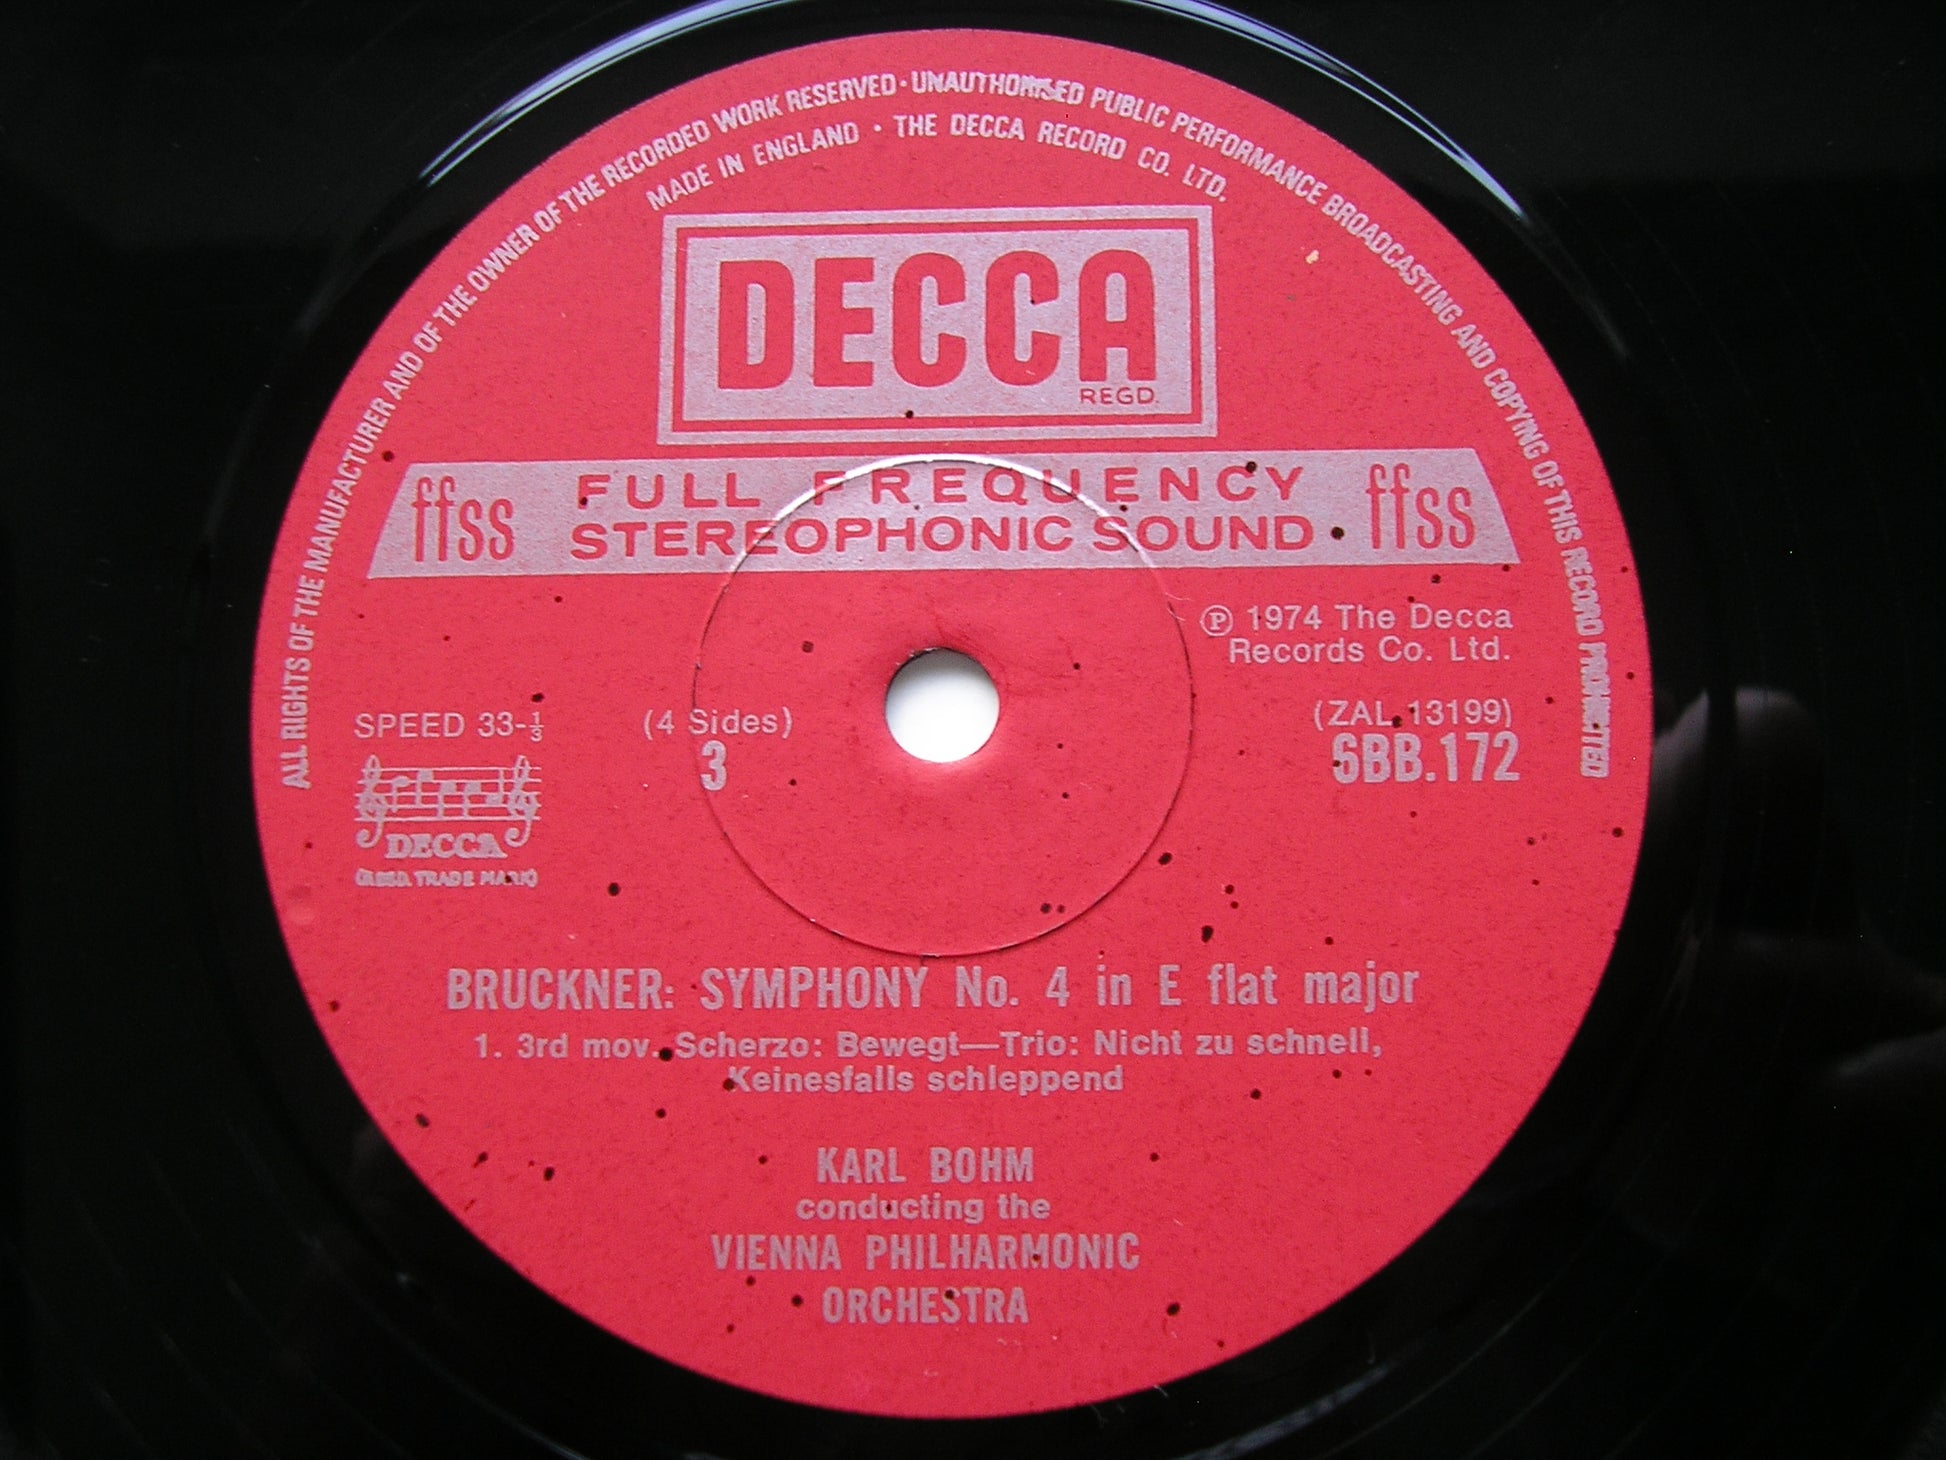 ALL RIGHTS OF THE MANUFACTURER AND OF THE OWNER OF THE RECORDED WORK RESERVED · UNAUTHORISED PUBLIC PERFORMANCE BROADCASTING AND COPYING OF THIS RECORD PROHIBITED
MADE IN ENGLAND · THE DECCA RECORD CO. LTD.
DECCA
REGD.
ffss FULL FREQUENCY STEREOPHONIC SOUND ffss
℗ 1974 The Decca
Records Co. Ltd.
SPEED 33-⅓
(4 Sides)
3
(ZAL 13199)
6BB.172
DECCA
(REGD. TRADE MARK)
BRUCKNER: SYMPHONY No. 4 in E flat major
1. 3rd mov. Scherzo: Bewegt—Trio: Nicht zu schnell,
Keinesfalls schleppend
KARL BOHM
conducting the
VIENNA PHILHARMONIC
ORCHESTRA